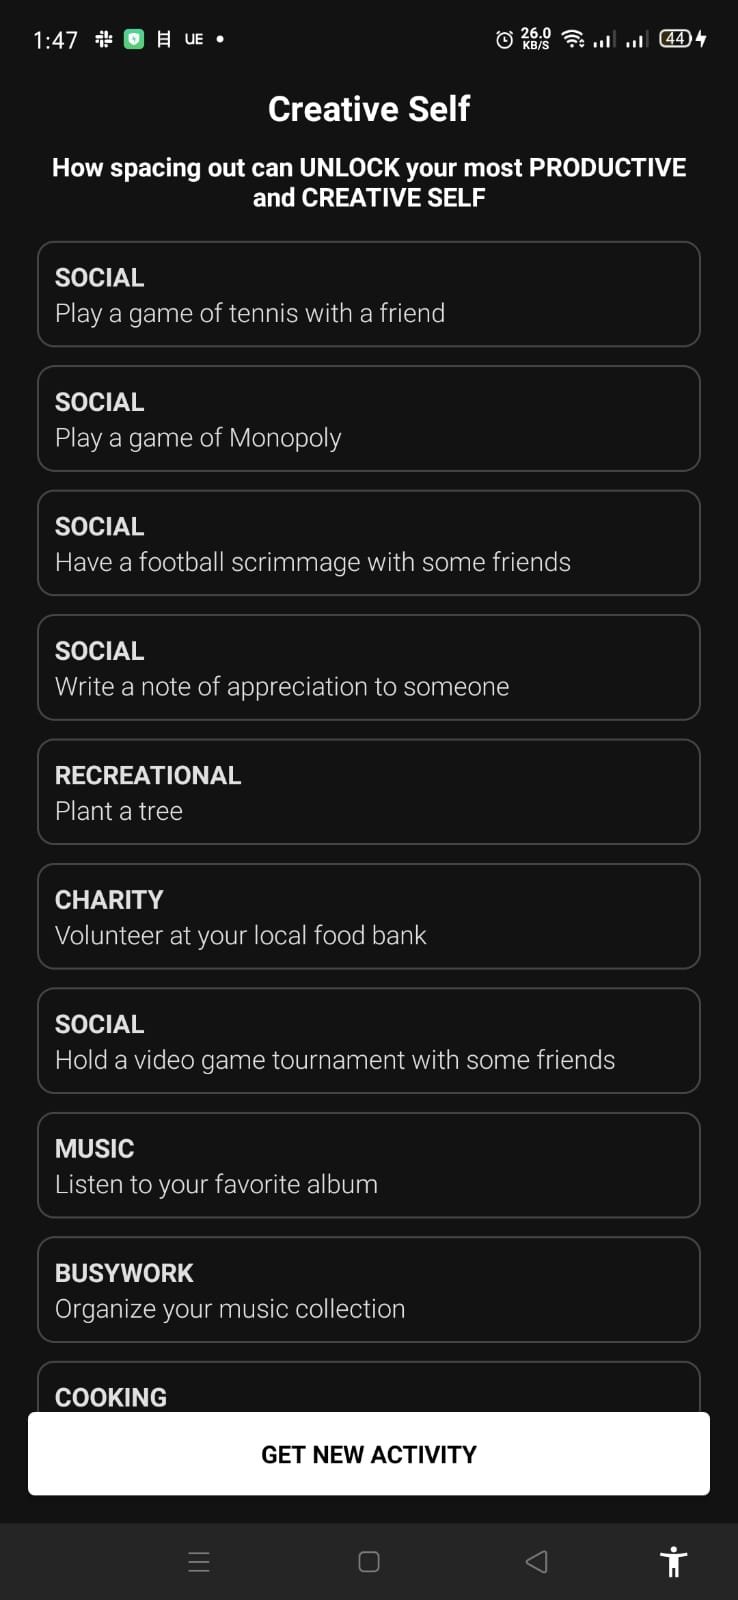 1:47 UE 26.0 KB/S 44
Creative Self
How spacing out can UNLOCK your most PRODUCTIVE
and CREATIVE SELF
SOCIAL
Play a game of tennis with a friend
SOCIAL
Play a game of Monopoly
SOCIAL
Have a football scrimmage with some friends
SOCIAL
Write a note of appreciation to someone
RECREATIONAL
Plant a tree
CHARITY
Volunteer at your local food bank
SOCIAL
Hold a video game tournament with some friends
MUSIC
Listen to your favorite album
BUSYWORK
Organize your music collection
COOKING
GET NEW ACTIVITY